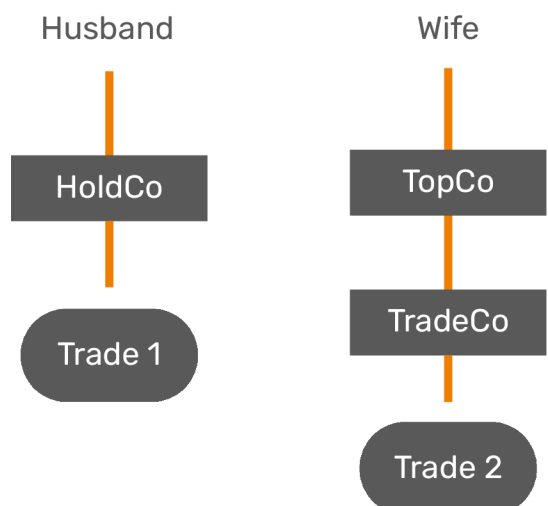 Husband
Wife
HoldCo
TopCo
TradeCo
Trade 1
Trade 2